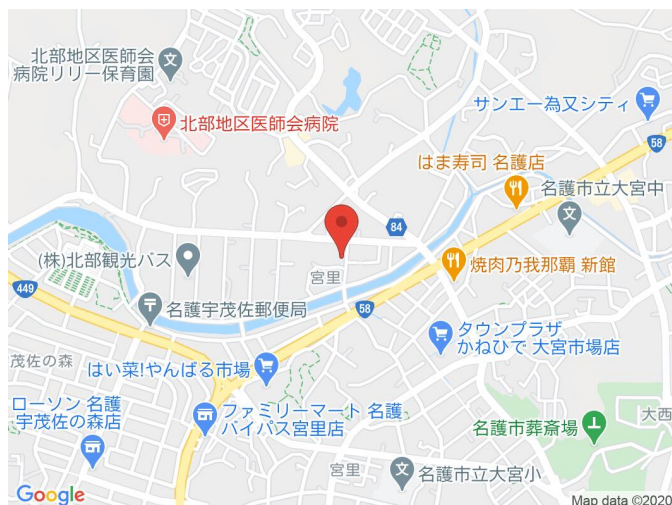 北部地区医師会
病院リリー保育園
サンエー為又シティ
北部地区医師会病院
58
はま寿司 名護店
名護市立大宮中
84
(株)北部観光バス
焼肉乃我那覇 新館
宮里
449
名護宇茂佐郵便局
58
タウンプラザ
かねひで 大宮市場店
茂佐の森
はい菜!やんばる市場
ローソン 名護
宇茂佐の森店
ファミリーマート 名護
バイパス宮里店
大西
名護市葬斎場
宮里
名護市立大宮小
Google
Map data ©2020